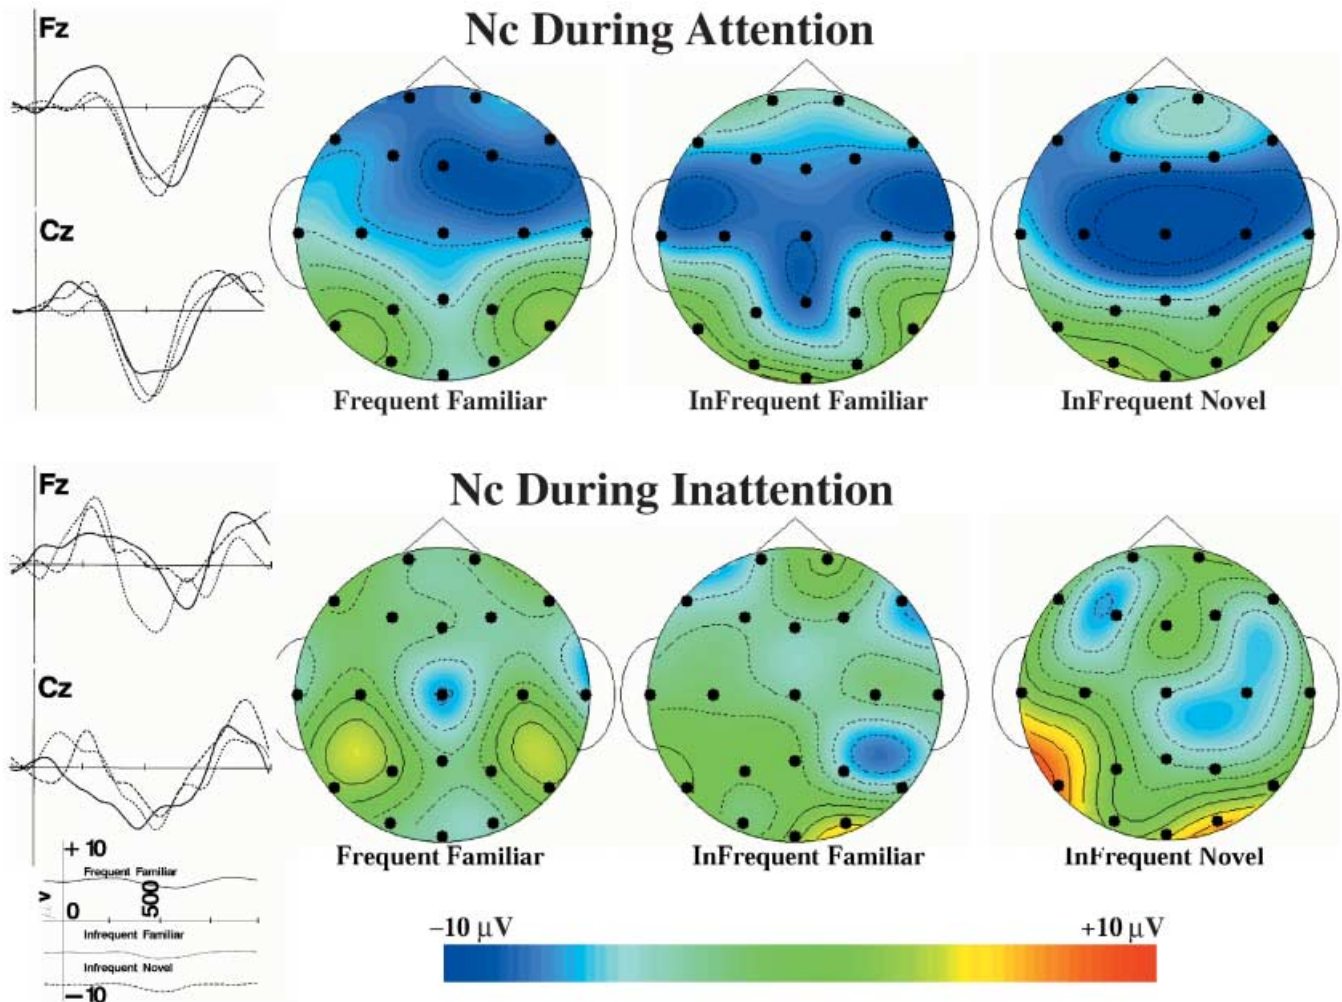 Nc During Attention
Fz
Cz
Frequent Familiar
InFrequent Familiar
InFrequent Novel
Nc During Inattention
Fz
Cz
Frequent Familiar
InFrequent Familiar
InFrequent Novel
+ 10
Frequent Familiar
500
0
Infrequent Familiar
Infrequent Novel
—10
–10 µV
+10 µV